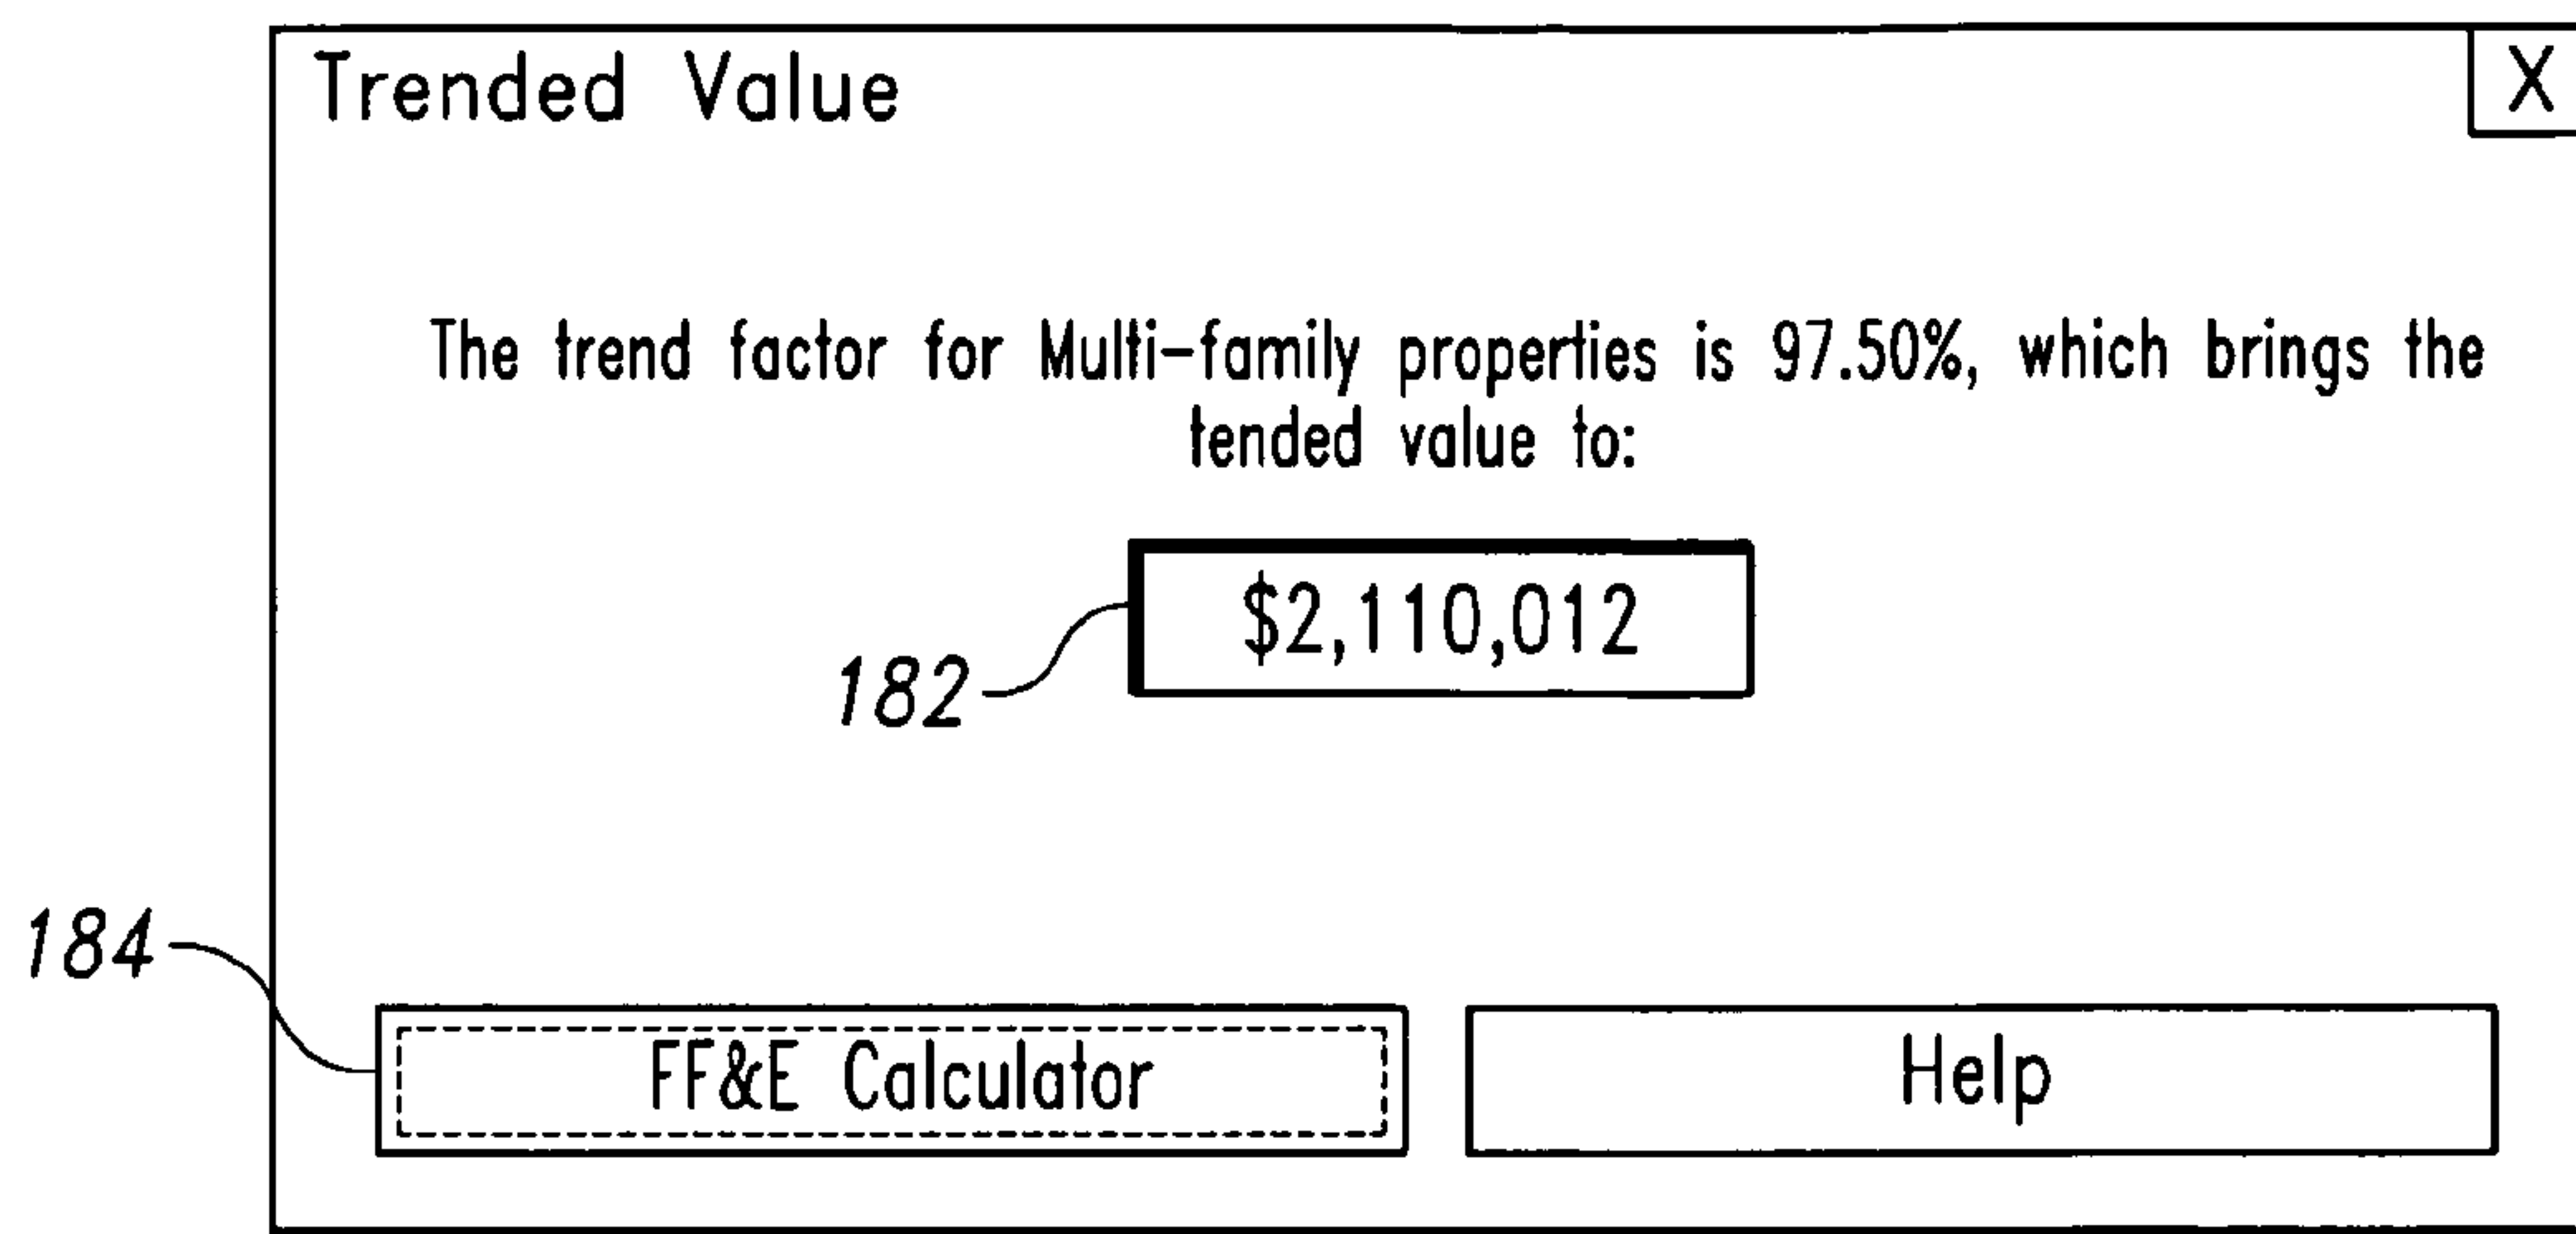 Trended Value
X
The trend factor for Multi-family properties is 97.50%, which brings the
tended value to:
$2,110,012
182
184
FF&E Calculator
Help